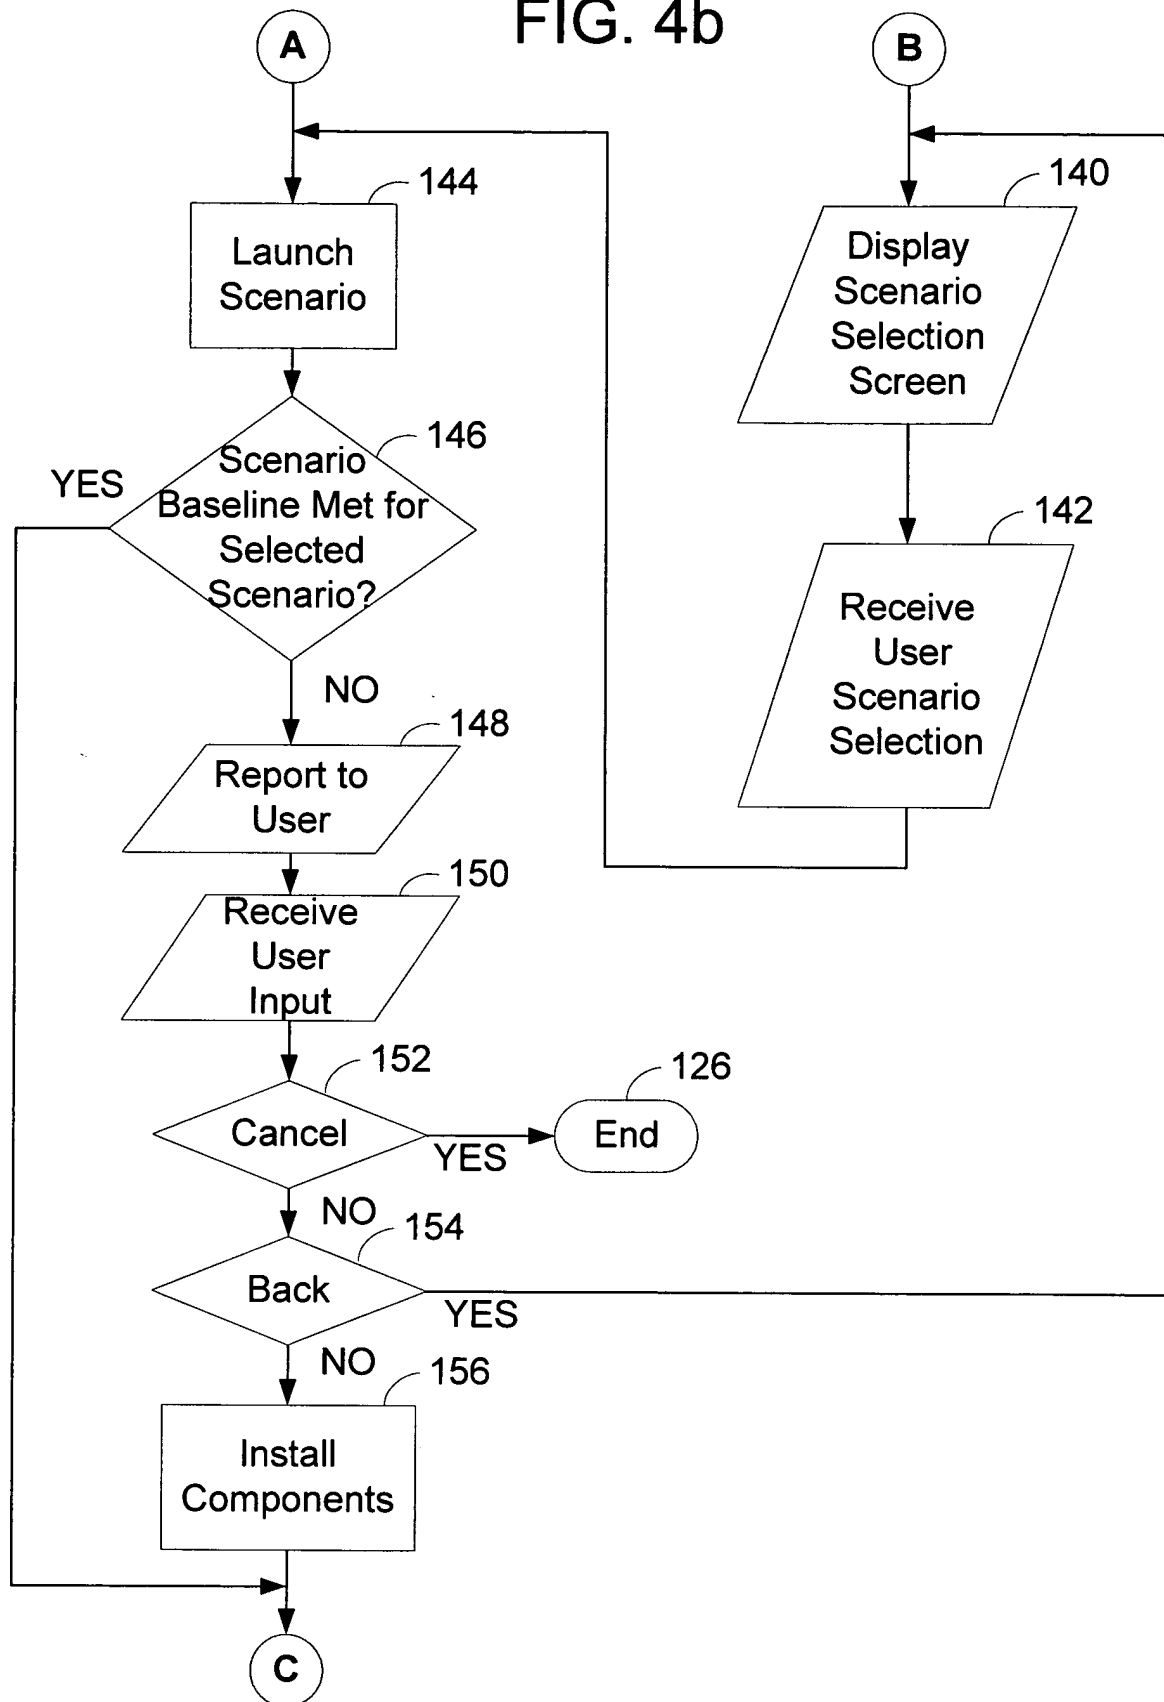 FIG. 4b
A
144
Launch
Scenario
146
Scenario
Baseline Met for
Selected
Scenario?
YES
NO
148
Report to
User
150
Receive
User
Input
152
Cancel
YES
126
End
NO
154
Back
YES
NO
156
Install
Components
C
B
140
Display
Scenario
Selection
Screen
142
Receive
User
Scenario
Selection